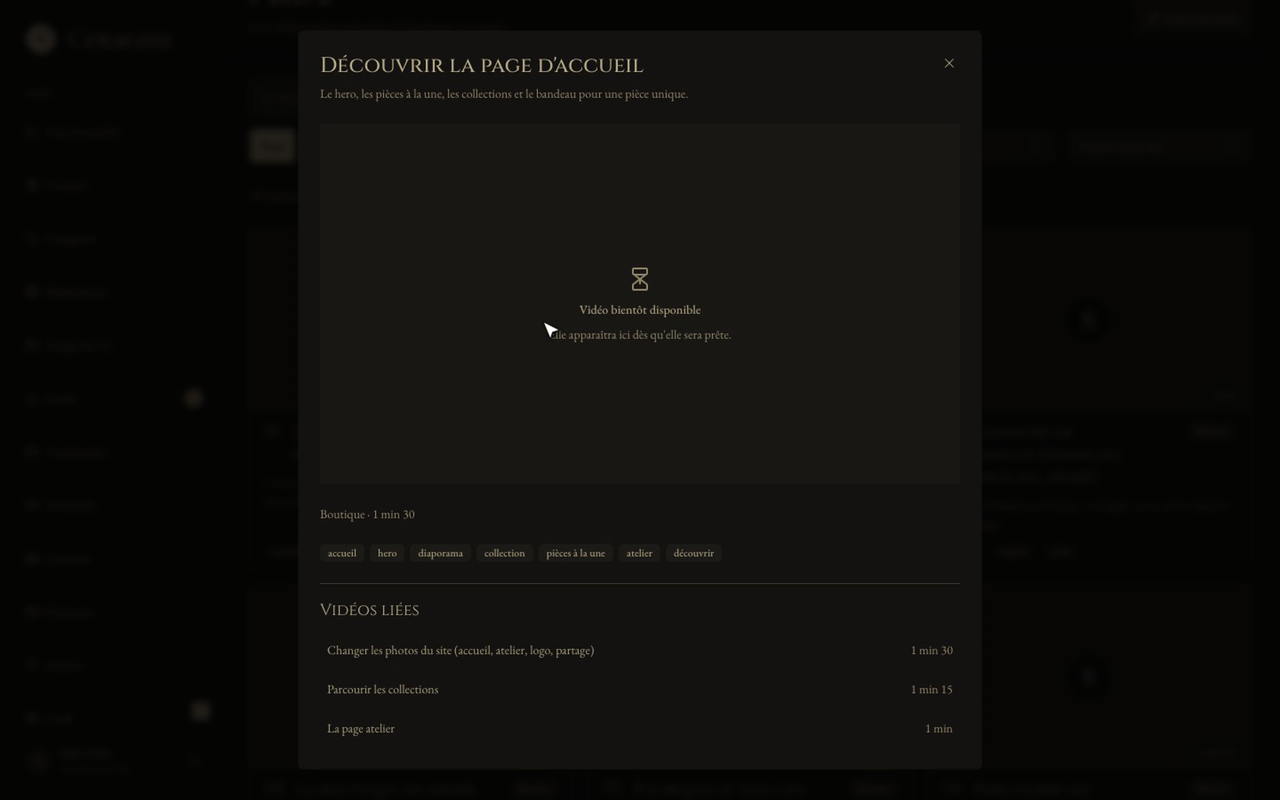 Découvrir la page d'accueil
Le hero, les pièces à la une, les collections et le bandeau pour une pièce unique.
Vidéo bientôt disponible
Elle apparaîtra ici dès qu'elle sera prête.
Boutique · 1 min 30
accueil hero diaporama collection pièces à la une atelier découvrir
Vidéos liées
Changer les photos du site (accueil, atelier, logo, partage) 1 min 30
Parcourir les collections 1 min 15
La page atelier 1 min